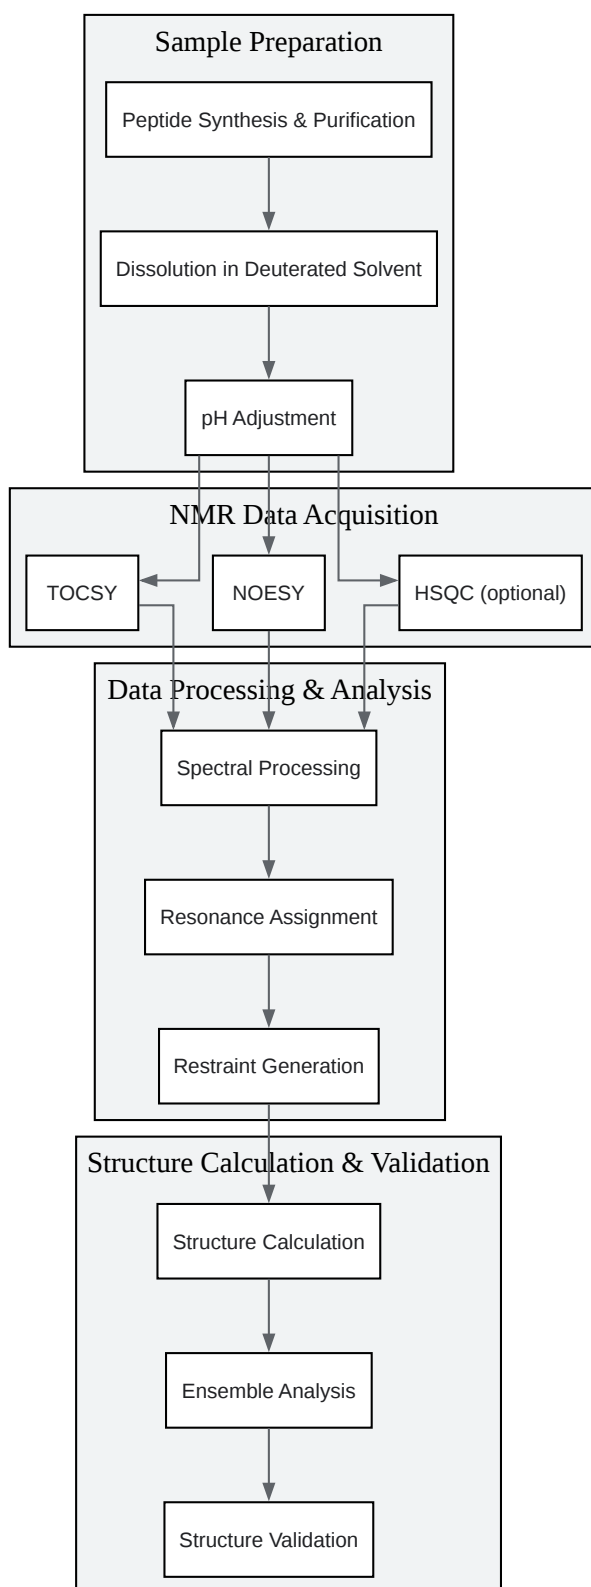 Sample Preparation
Peptide Synthesis & Purification
Dissolution in Deuterated Solvent
pH Adjustment
NMR Data Acquisition
TOCSY
NOESY
HSQC (optional)
Data Processing & Analysis
Spectral Processing
Resonance Assignment
Restraint Generation
Structure Calculation & Validation
Structure Calculation
Ensemble Analysis
Structure Validation